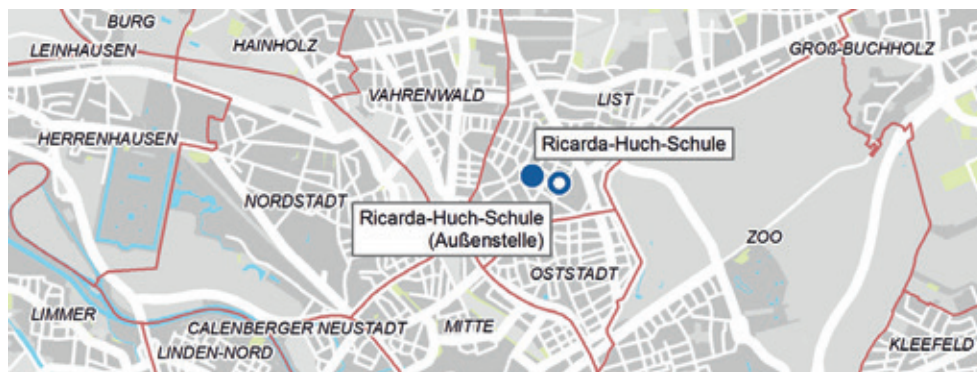 BURG
LEINHAUSEN
HAINHOLZ
GROß-BUCHHOLZ
VAHRENWALD
LIST
HERRENHAUSEN
Ricarda-Huch-Schule
NORDSTADT
Ricarda-Huch-Schule
(Außenstelle)
ZOO
OSTSTADT
LIMMER
CALENBERGER NEUSTADT
MITTE
KLEEFELD
LINDEN-NORD